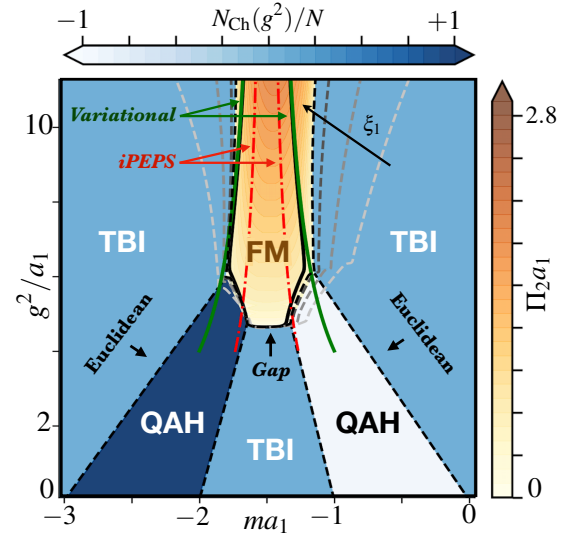 N_Ch(g²)/N
−1 +1
Variational
iPEPS
ξ₁
TBI FM TBI
Euclidean Euclidean
Gap
QAH QAH
TBI
g²/a₁
10
2
0
−3 −2 −1 0
ma₁
2.8
0
Π₂a₁